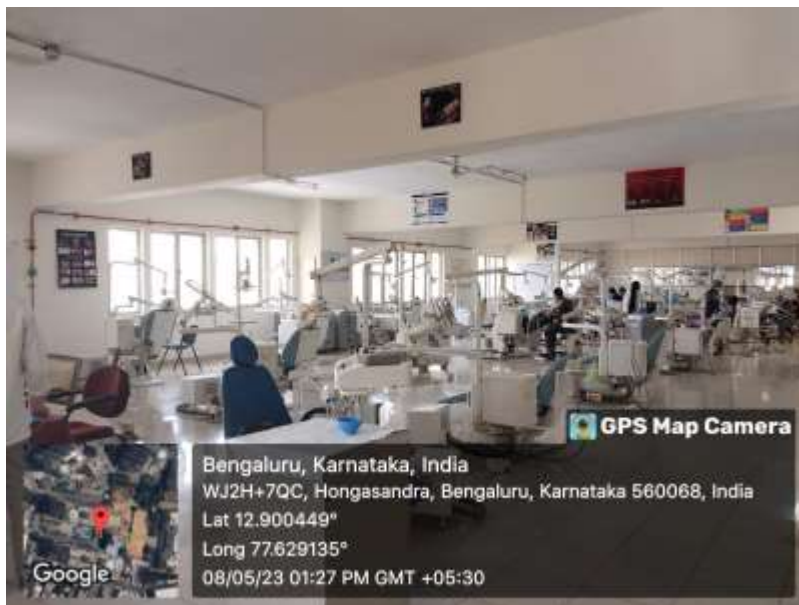 GPS Map Camera
Bengaluru, Karnataka, India
WJ2H+7QC, Hongasandra, Bengaluru, Karnataka 560068, India
Lat 12.900449°
Long 77.629135°
08/05/23 01:27 PM GMT +05:30
Google